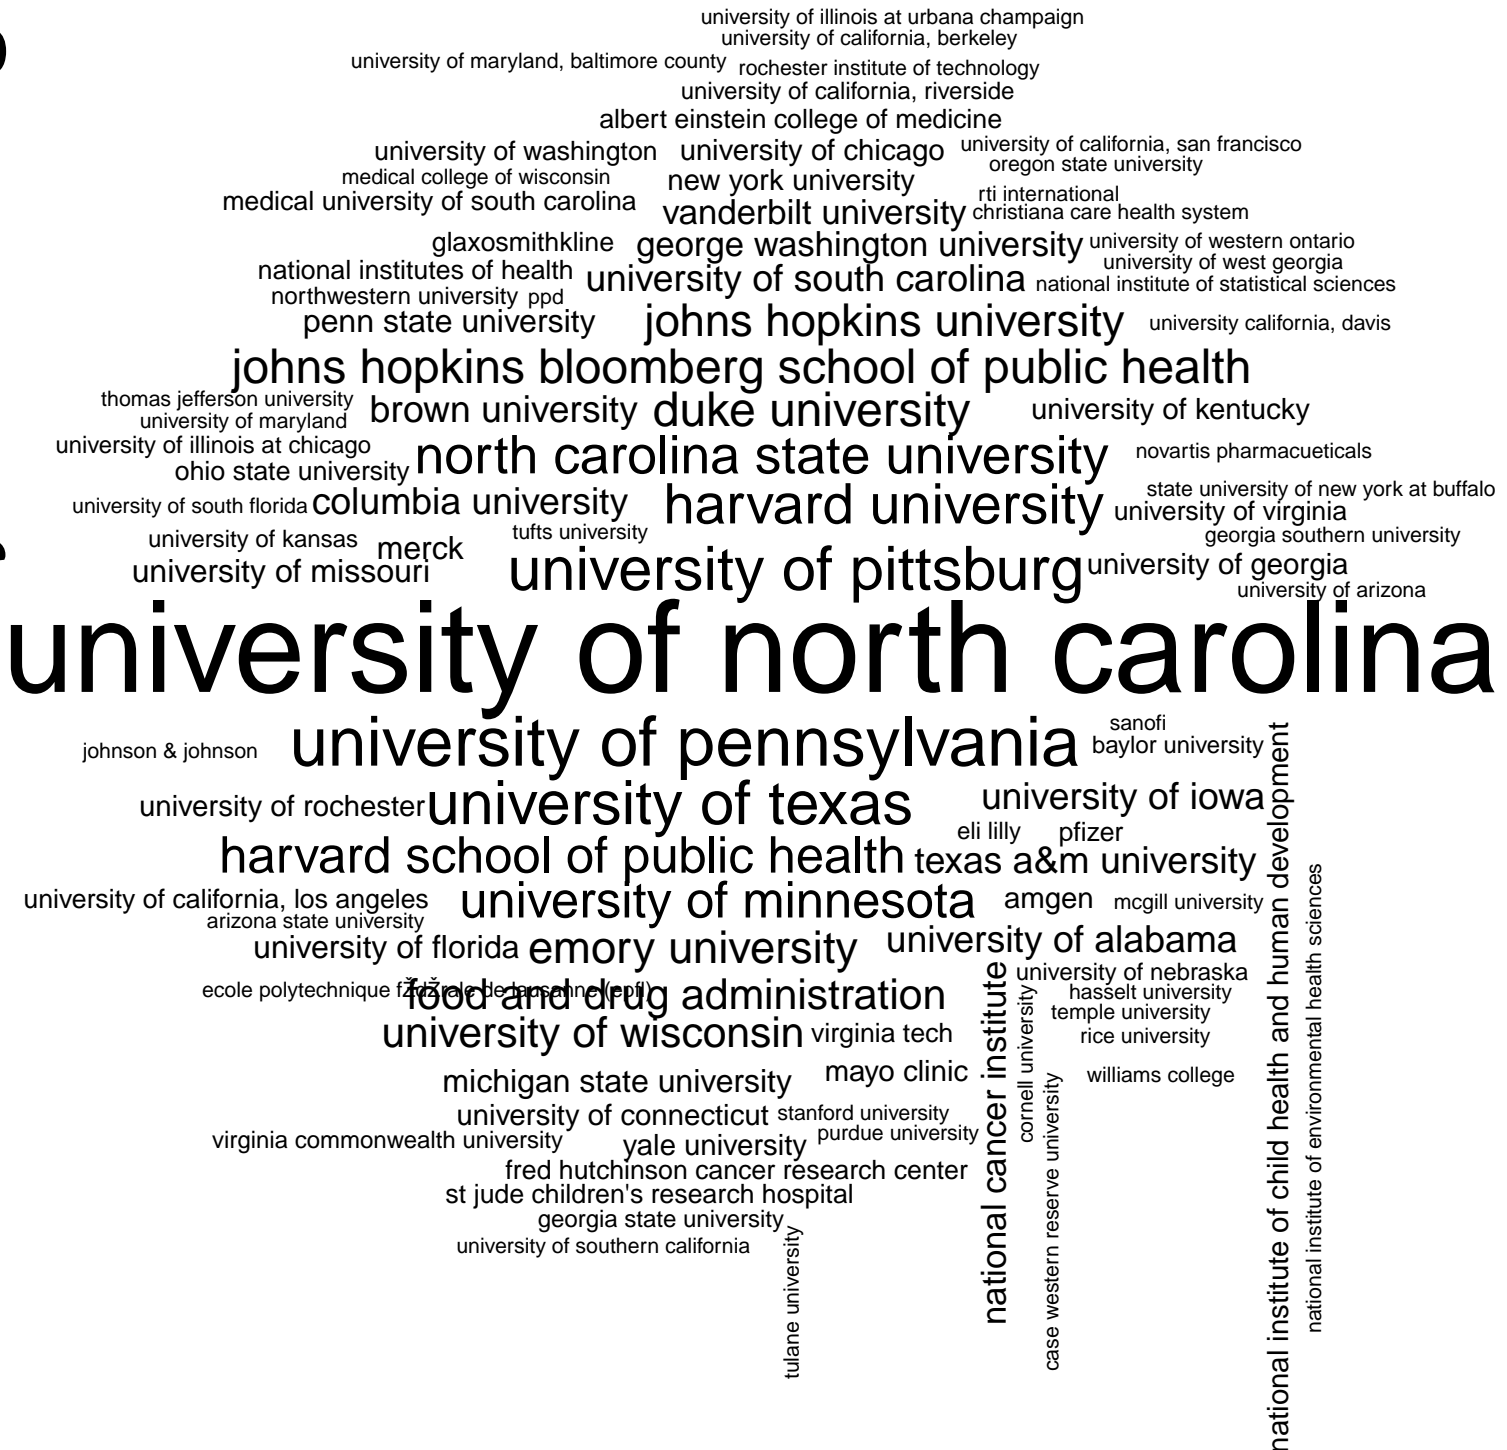 university of illinois at urbana champaign
university of california, berkeley
university of maryland, baltimore county
rochester institute of technology
university of california, riverside
albert einstein college of medicine
university of washington
university of chicago
university of california, san francisco
oregon state university
medical college of wisconsin
new york university
rti international
medical university of south carolina
vanderbilt university
christiana care health system
glaxosmithkline
george washington university
university of western ontario
university of west georgia
national institutes of health
university of south carolina
national institute of statistical sciences
northwestern university
ppd
penn state university
johns hopkins university
university california, davis
johns hopkins bloomberg school of public health
thomas jefferson university
university of maryland
brown university
duke university
university of kentucky
university of illinois at chicago
ohio state university
north carolina state university
novartis pharmacueticals
university of south florida
columbia university
harvard university
state university of new york at buffalo
university of virginia
georgia southern university
university of kansas
merck
tufts university
university of missouri
university of pittsburg
university of georgia
university of arizona
university of north carolina
johnson & johnson
university of pennsylvania
sanofi
baylor university
university of rochester
university of texas
university of iowa
eli lilly
pfizer
harvard school of public health
texas a&m university
university of california, los angeles
arizona state university
university of minnesota
amgen
mcgill university
university of florida
emory university
university of alabama
ecole polytechnique fŽdŽrale de lausanne (epfl)
food and drug administration
university of nebraska
hasselt university
temple university
university of wisconsin
virginia tech
rice university
michigan state university
mayo clinic
williams college
university of connecticut
stanford university
virginia commonwealth university
yale university
purdue university
fred hutchinson cancer research center
st jude children's research hospital
georgia state university
university of southern california
tulane university
national cancer institute
cornell university
case western reserve university
national institute of child health and human development
national institute of environmental health sciences